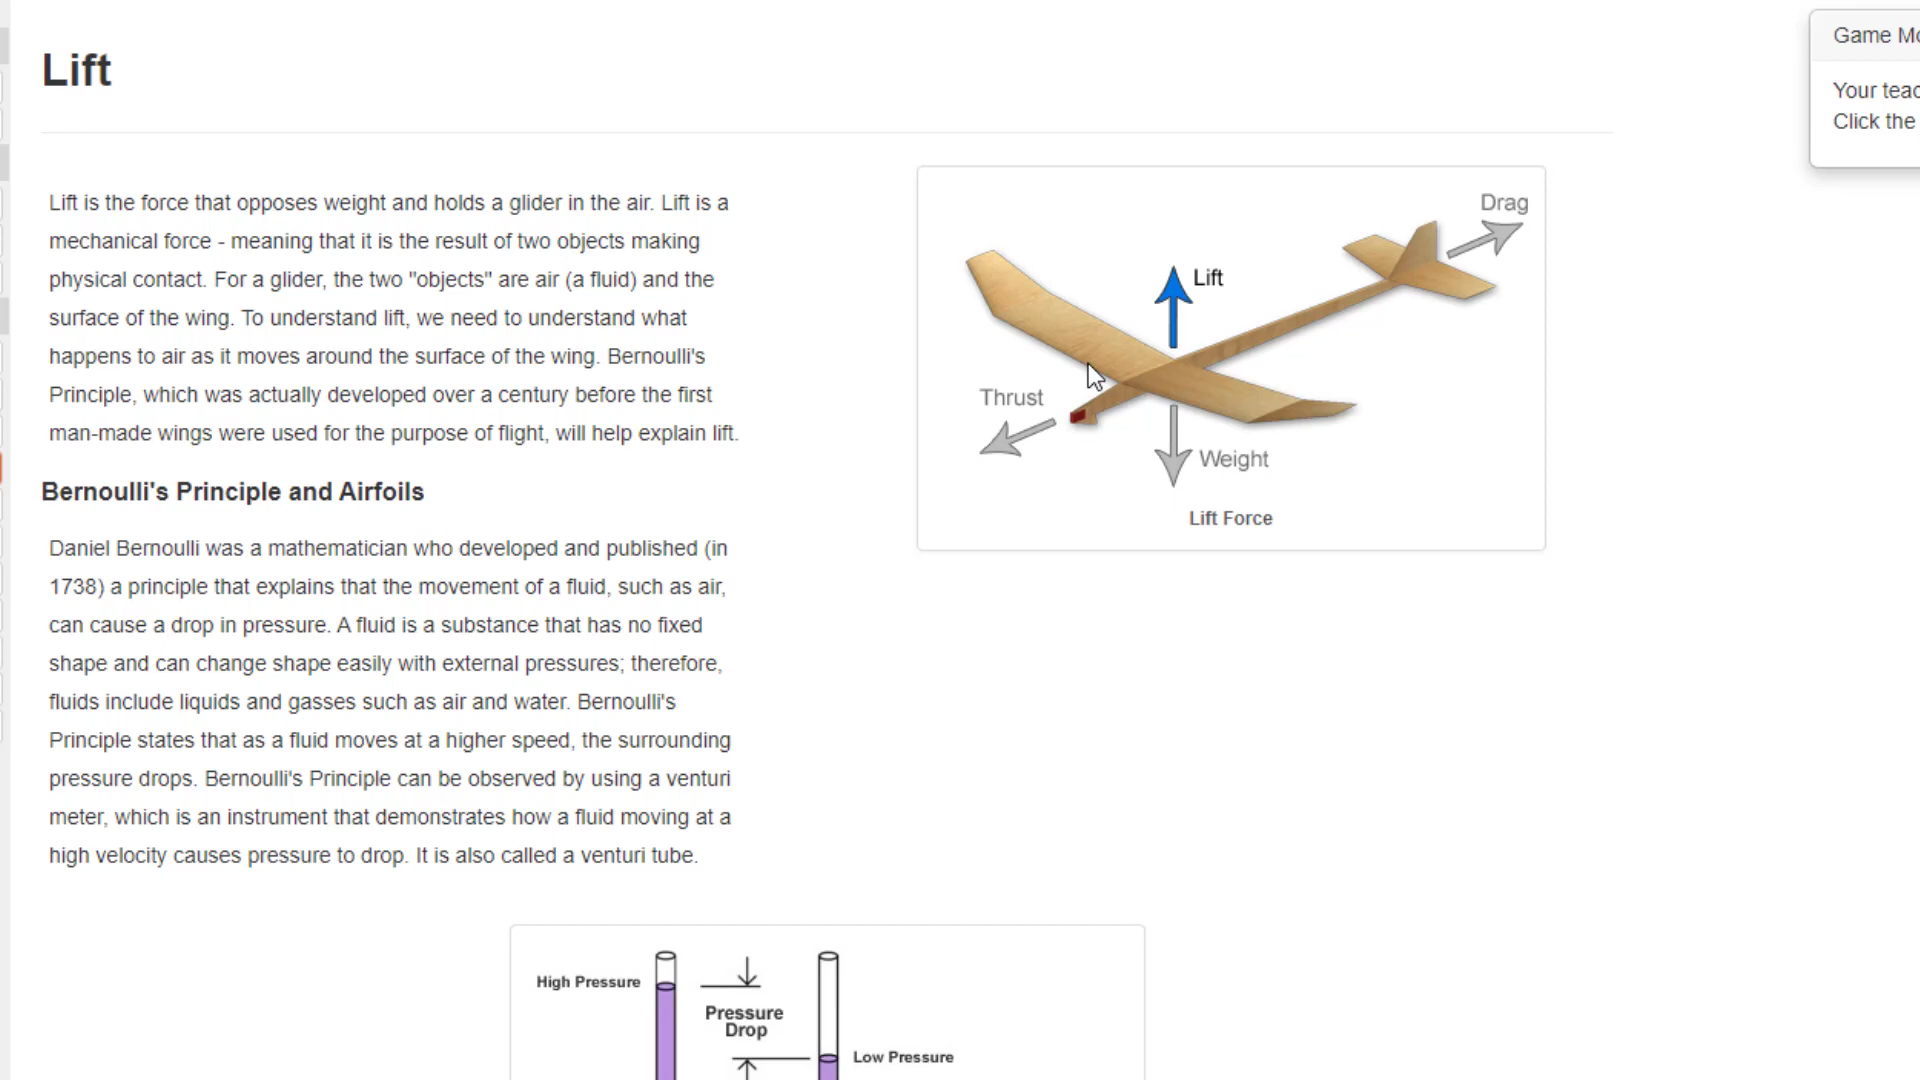 Lift
Lift is the force that opposes weight and holds a glider in the air. Lift is a
mechanical force - meaning that it is the result of two objects making
physical contact. For a glider, the two "objects" are air (a fluid) and the
surface of the wing. To understand lift, we need to understand what
happens to air as it moves around the surface of the wing. Bernoulli's
Principle, which was actually developed over a century before the first
man-made wings were used for the purpose of flight, will help explain lift.
Drag
Lift
Thrust
Weight
Lift Force
Bernoulli's Principle and Airfoils
Daniel Bernoulli was a mathematician who developed and published (in
1738) a principle that explains that the movement of a fluid, such as air,
can cause a drop in pressure. A fluid is a substance that has no fixed
shape and can change shape easily with external pressures; therefore,
fluids include liquids and gasses such as air and water. Bernoulli's
Principle states that as a fluid moves at a higher speed, the surrounding
pressure drops. Bernoulli's Principle can be observed by using a venturi
meter, which is an instrument that demonstrates how a fluid moving at a
high velocity causes pressure to drop. It is also called a venturi tube.
High Pressure
Pressure
Drop
Low Pressure
Game
Your
Click the